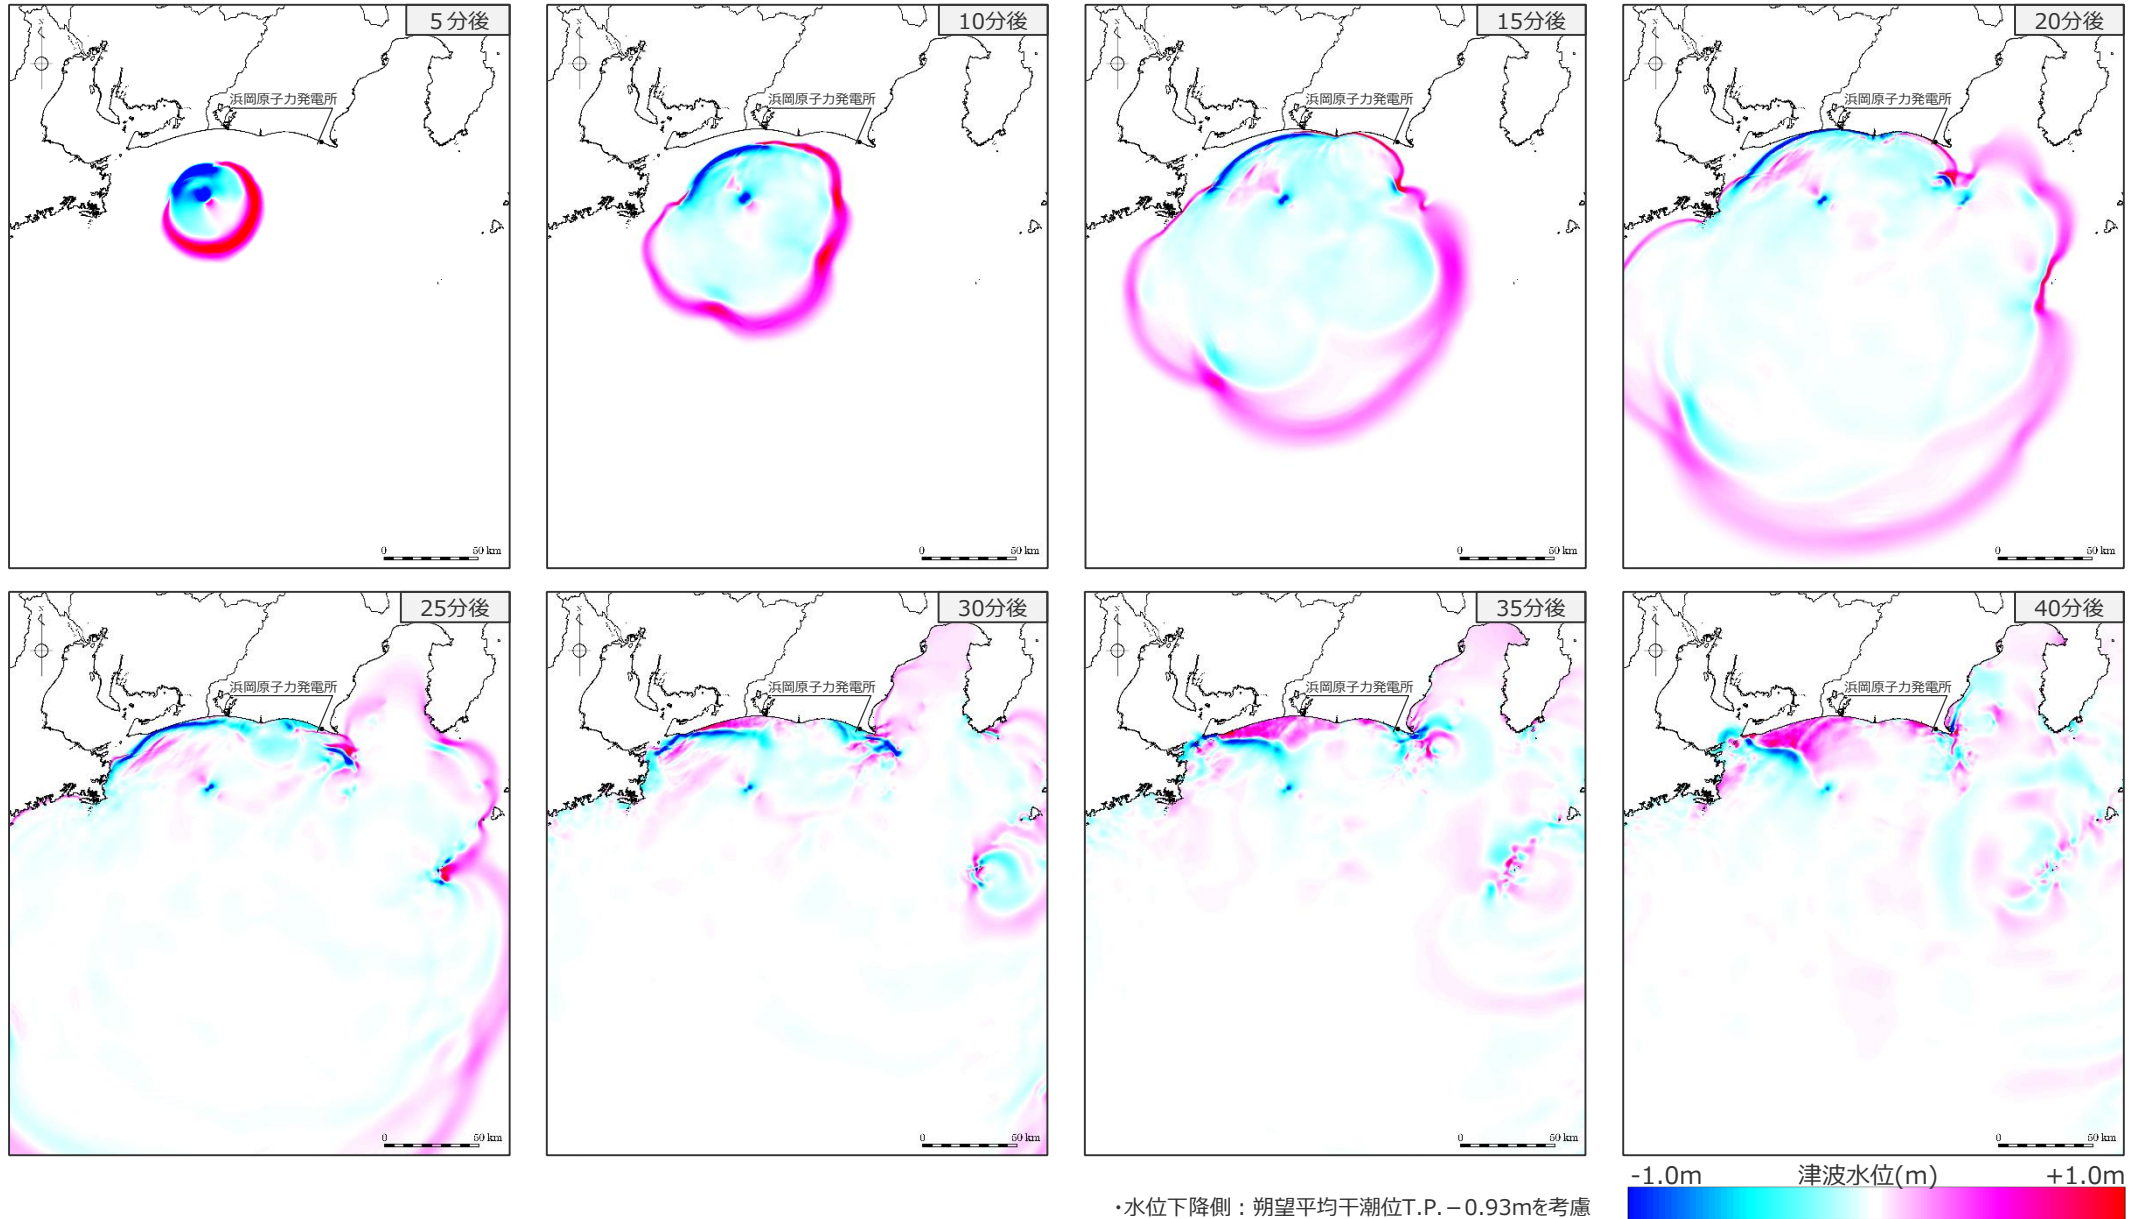 5分後
10分後
15分後
20分後
N
N
N
N
浜岡原子力発電所
浜岡原子力発電所
浜岡原子力発電所
浜岡原子力発電所
0 50 km
0 50 km
0 50 km
0 50 km
25分後
30分後
35分後
40分後
N
N
N
N
浜岡原子力発電所
浜岡原子力発電所
浜岡原子力発電所
浜岡原子力発電所
0 50 km
0 50 km
0 50 km
0 50 km
-1.0m 津波水位(m) +1.0m
・水位下降側：朔望平均干潮位T.P.－0.93mを考慮